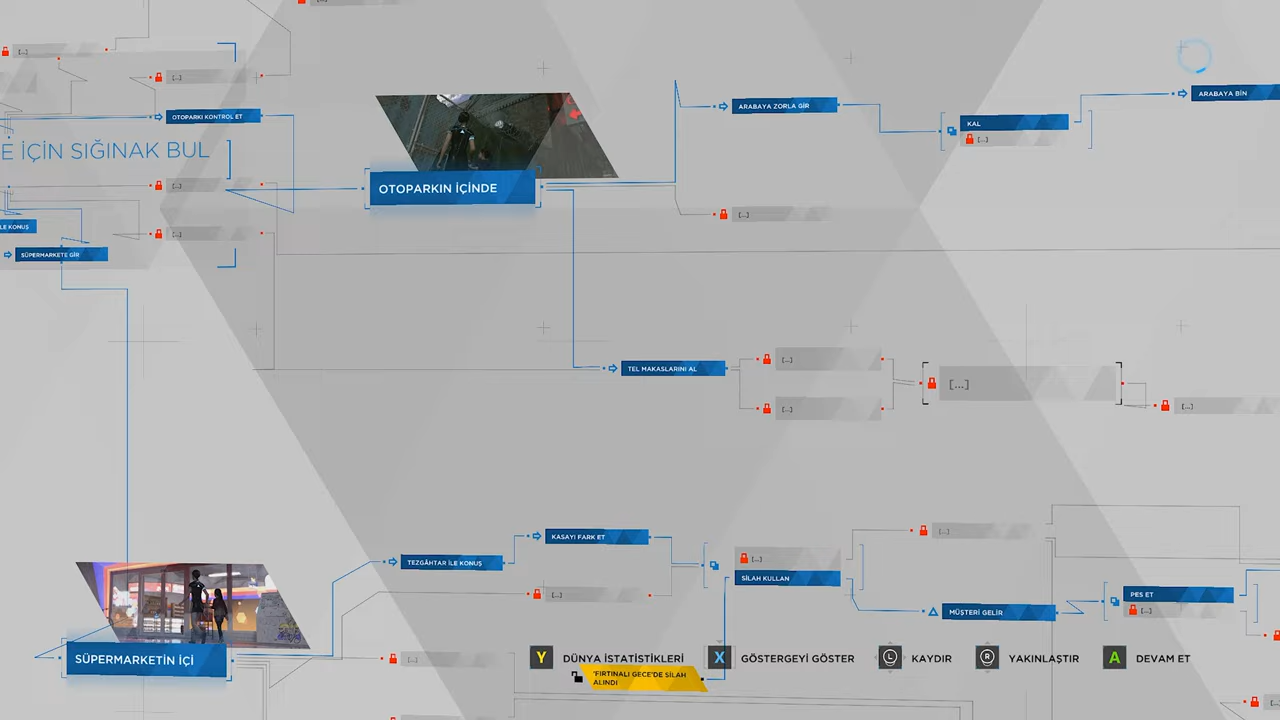 [...]
[...]
[...]
OTOPARKI KONTROL ET
E İÇİN SIĞINAK BUL
[...]
LE KONUŞ
[...]
SÜPERMARKETE GİR
OTOPARKIN İÇİNDE
ARABAYA ZORLA GİR
KAL
[...]
ARABAYA BİN
[...]
TEL MAKASLARINI AL
[...]
[...]
[...]
[...]
SÜPERMARKETİN İÇİ
TEZGÂHTAR İLE KONUŞ
KASAYI FARK ET
[...]
[...]
[...]
SİLAH KULLAN
[...]
MÜŞTERİ GELİR
PES ET
[...]
[...]
Y DÜNYA İSTATİSTİKLERİ
X GÖSTERGEYİ GÖSTER
L KAYDIR
R YAKINLAŞTIR
A DEVAM ET
'FIRTINALI GECE'DE SİLAH
ALINDI